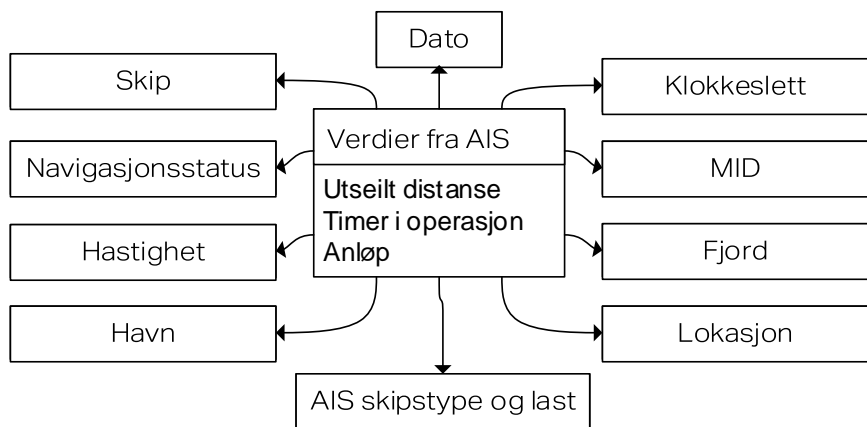 Dato
Skip
Klokkeslett
Verdier fra AIS
Navigasjonsstatus
MID
Utseilt distanse
Timer i operasjon
Anløp
Hastighet
Fjord
Havn
Lokasjon
AIS skipstype og last